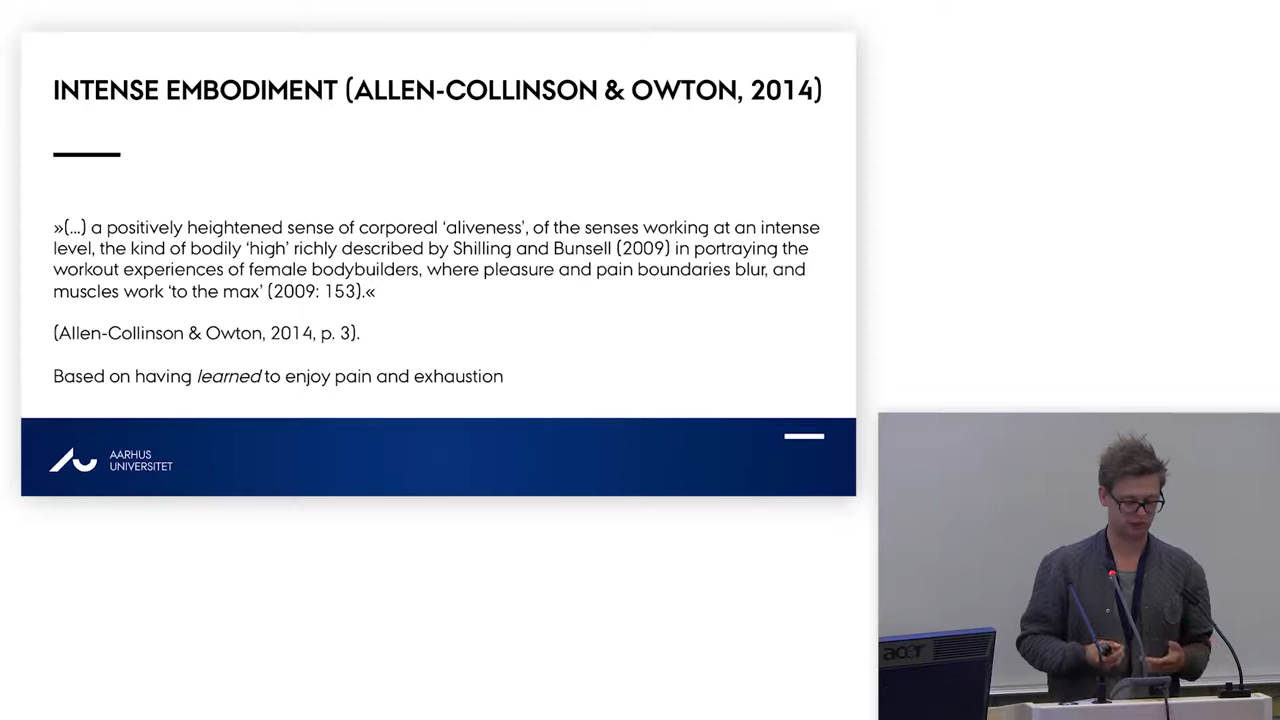 INTENSE EMBODIMENT (ALLEN-COLLINSON & OWTON, 2014)
»(...) a positively heightened sense of corporeal ‘aliveness’, of the senses working at an intense
level, the kind of bodily ‘high’ richly described by Shilling and Bunsell (2009) in portraying the
workout experiences of female bodybuilders, where pleasure and pain boundaries blur, and
muscles work ‘to the max’ (2009: 153).«
(Allen-Collinson & Owton, 2014, p. 3).
Based on having learned to enjoy pain and exhaustion
AARHUS
UNIVERSITET
acer